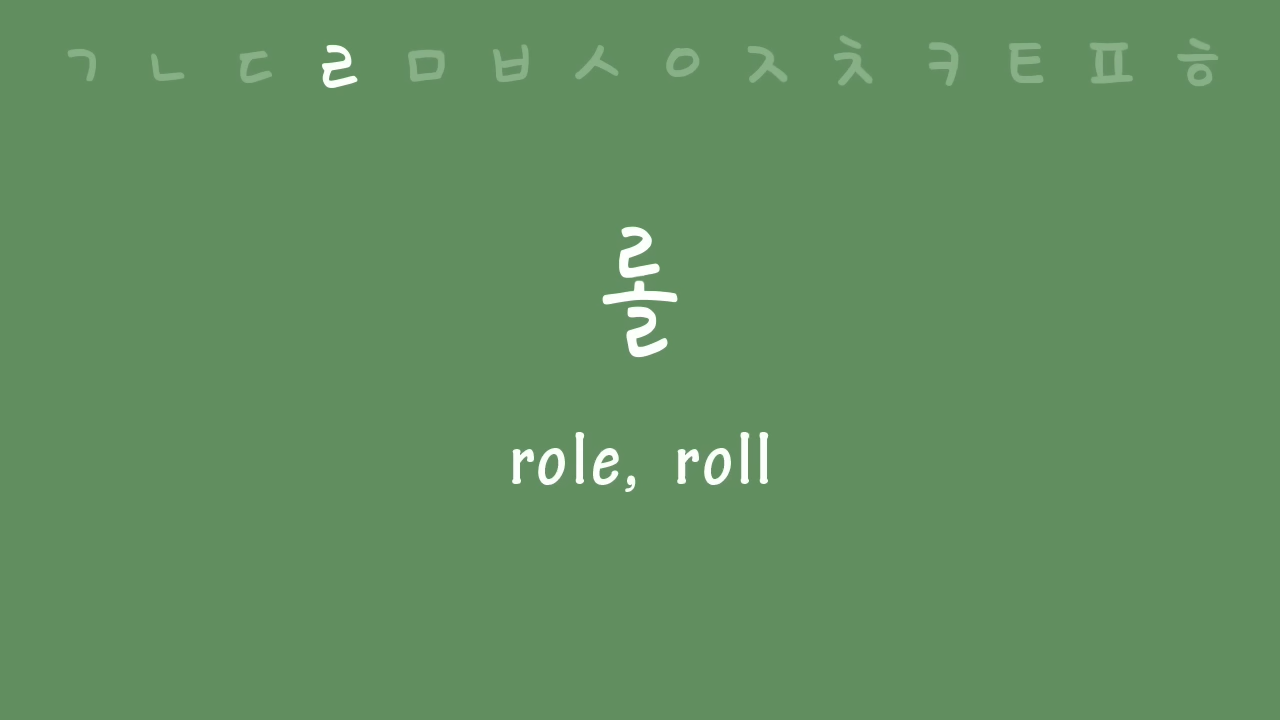 ㄱ ㄴ ㄷ ㄹ ㅁ ㅂ ㅅ ㅇ ㅈ ㅊ ㅋ ㅌ ㅍ ㅎ
롤
role, roll